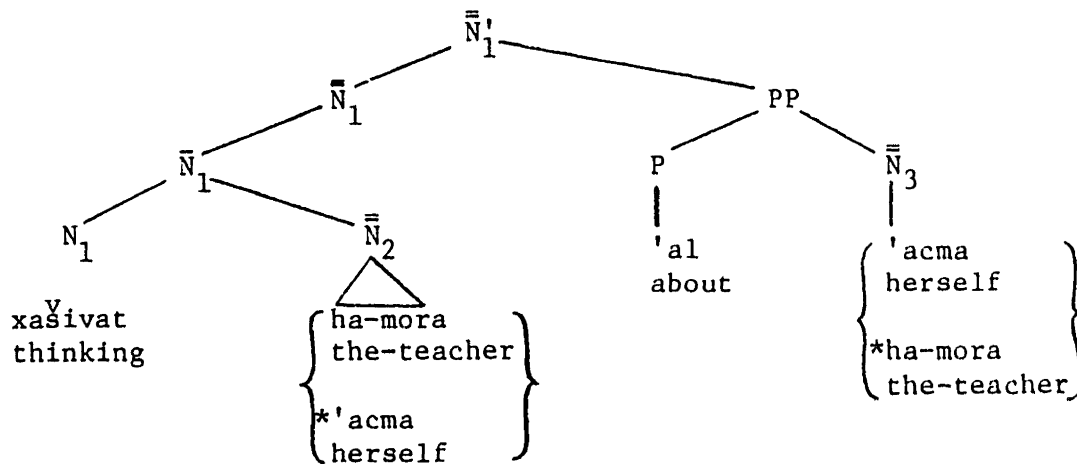 N̿₁'
N̿₁ PP
N̄₁ P N̿₃
N₁ N̿₂ 'al 'acma
about herself
xašivat ha-mora *ha-mora
thinking the-teacher the-teacher
*'acma
herself